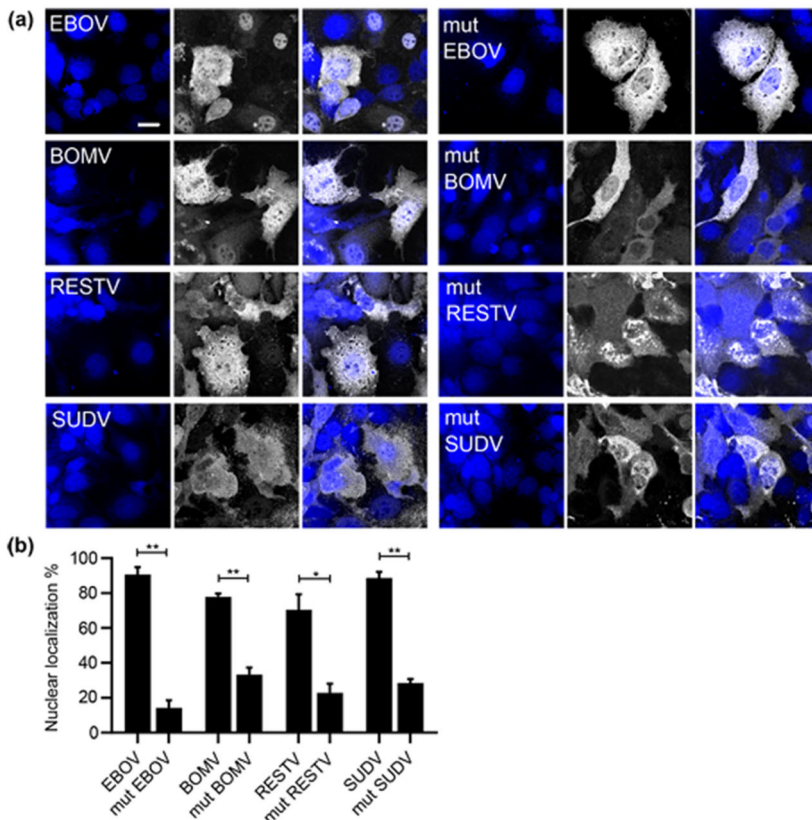 (a)
EBOV
mut
EBOV
BOMV
mut
BOMV
RESTV
mut
RESTV
SUDV
mut
SUDV
(b)
Nuclear localization %
100
80
60
40
20
0
**
**
*
**
EBOV
mut EBOV
BOMV
mut BOMV
RESTV
mut RESTV
SUDV
mut SUDV